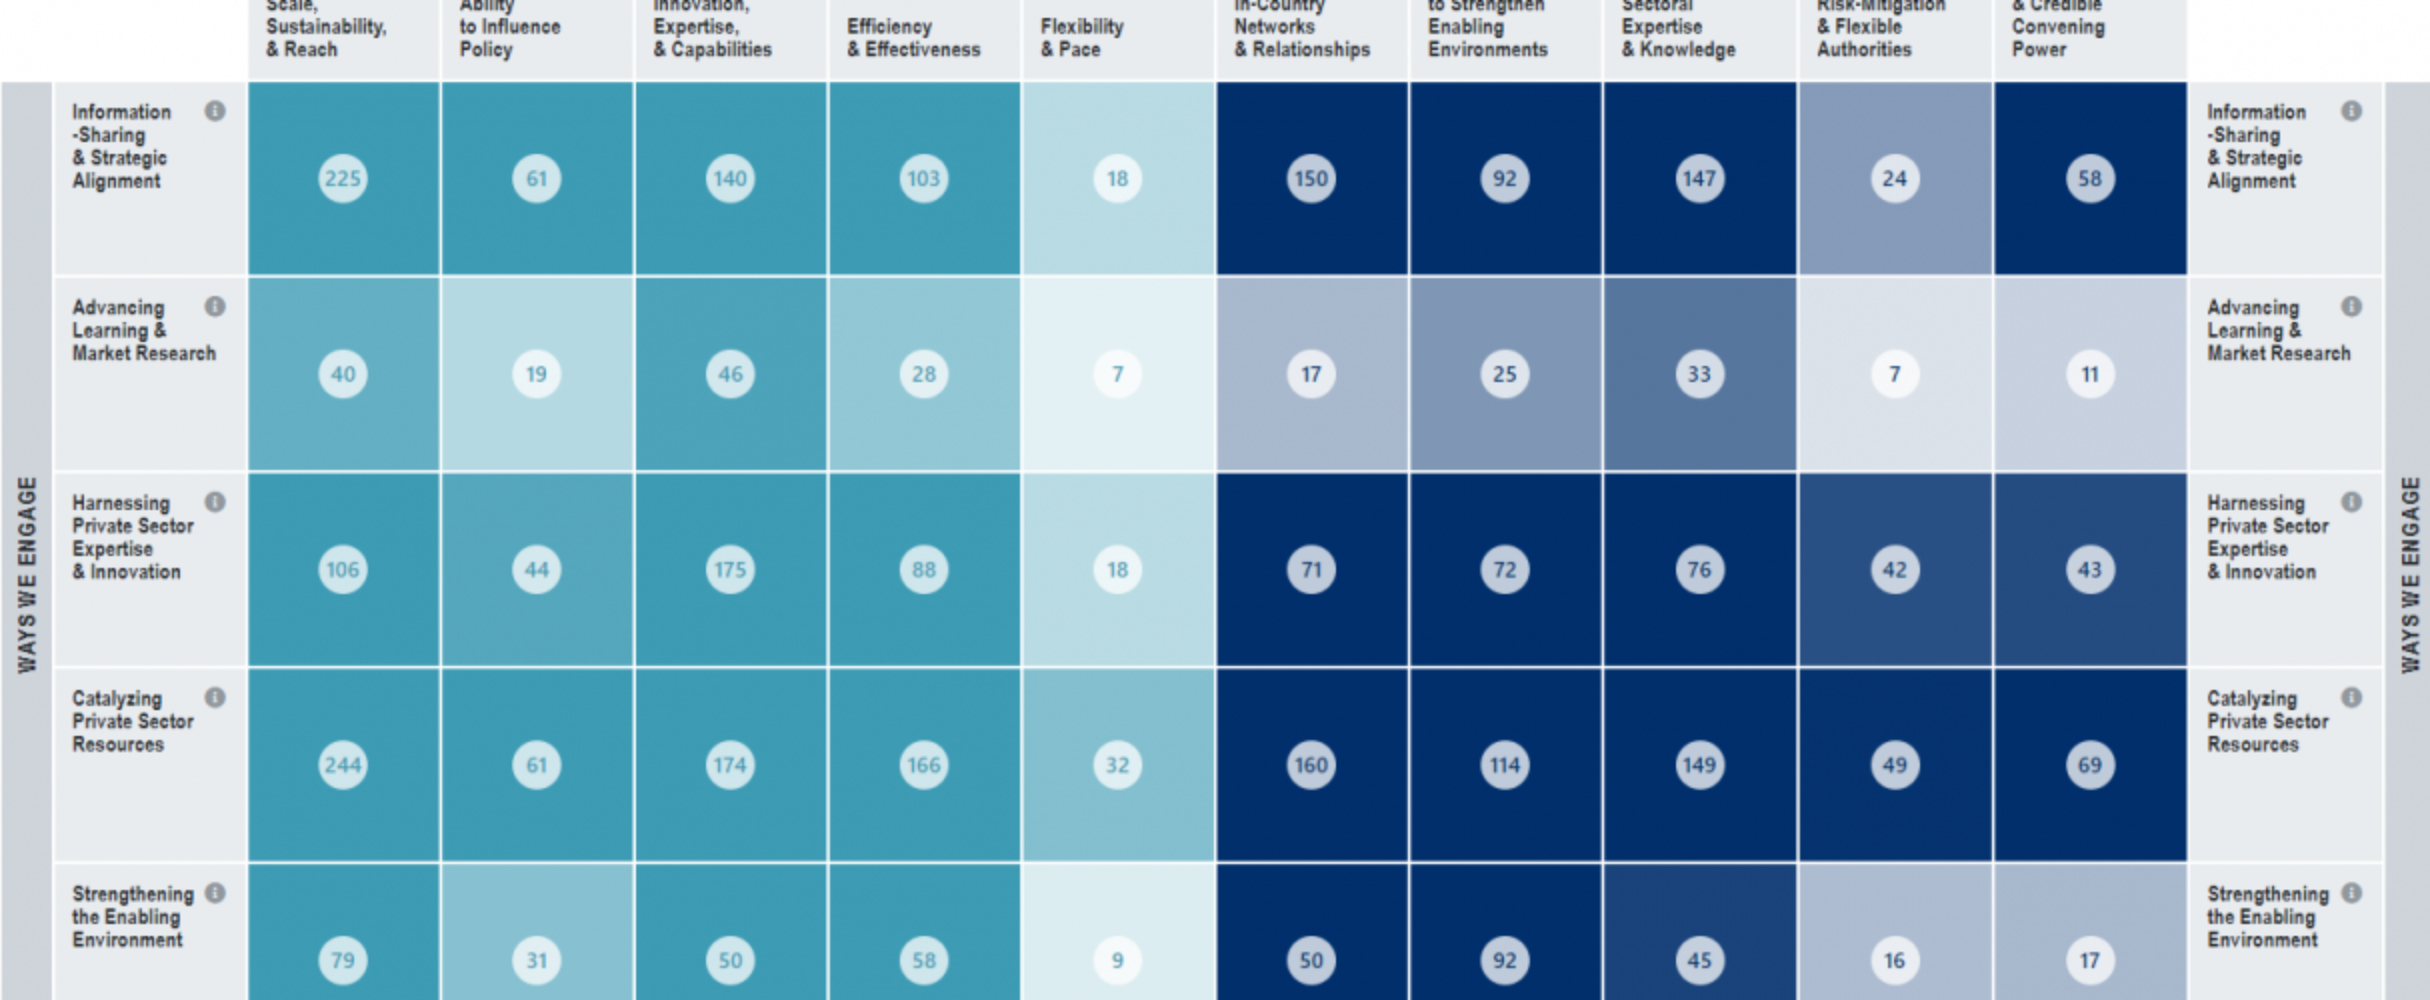 Scale,
Sustainability,
& Reach
Ability
to Influence
Policy
Innovation,
Expertise,
& Capabilities
Efficiency
& Effectiveness
Flexibility
& Pace
In-Country
Networks
& Relationships
to Strengthen
Enabling
Environments
Sectoral
Expertise
& Knowledge
Risk-Mitigation
& Flexible
Authorities
& Credible
Convening
Power
WAYS WE ENGAGE
Information
-Sharing
& Strategic
Alignment
225 61 140 103 18 150 92 147 24 58
Information
-Sharing
& Strategic
Alignment
Advancing
Learning &
Market Research
40 19 46 28 7 17 25 33 7 11
Advancing
Learning &
Market Research
Harnessing
Private Sector
Expertise
& Innovation
106 44 175 88 18 71 72 76 42 43
Harnessing
Private Sector
Expertise
& Innovation
Catalyzing
Private Sector
Resources
244 61 174 166 32 160 114 149 49 69
Catalyzing
Private Sector
Resources
Strengthening
the Enabling
Environment
79 31 50 58 9 50 92 45 16 17
Strengthening
the Enabling
Environment
WAYS WE ENGAGE